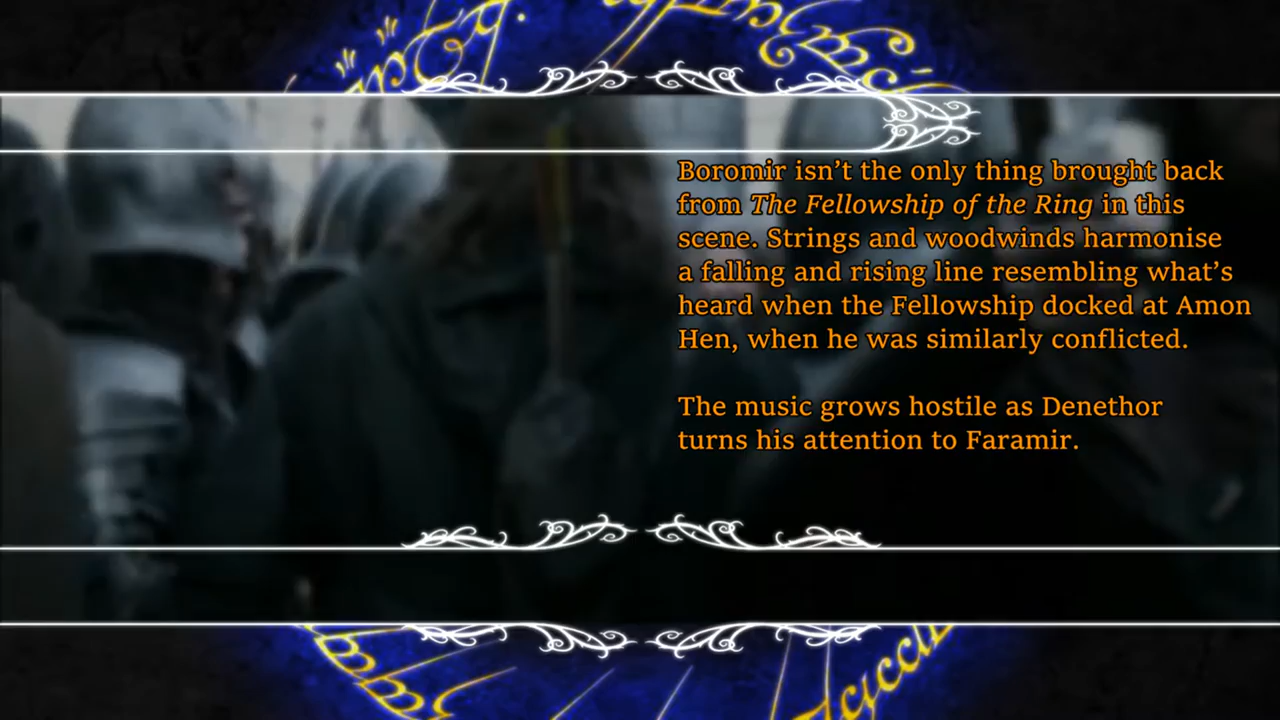 Boromir isn't the only thing brought back
from The Fellowship of the Ring in this
scene. Strings and woodwinds harmonise
a falling and rising line resembling what's
heard when the Fellowship docked at Amon
Hen, when he was similarly conflicted.
The music grows hostile as Denethor
turns his attention to Faramir.